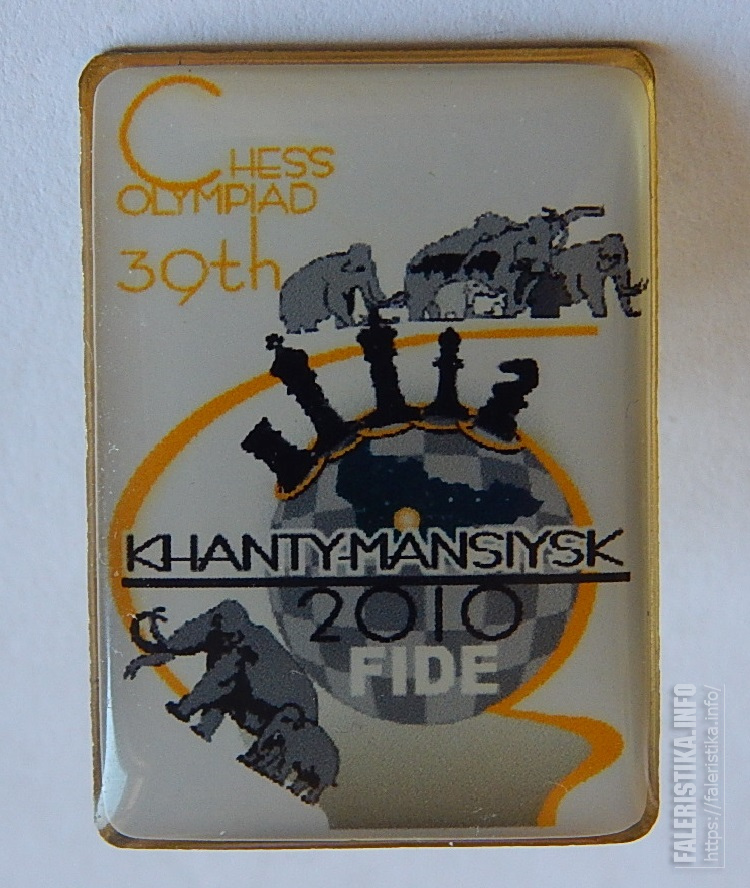 CHESS
OLYMPIAD
39th
KHANTY-MANSIYSK
2010
FIDE
FALERISTIKA.INFO
https://faleristika.info/